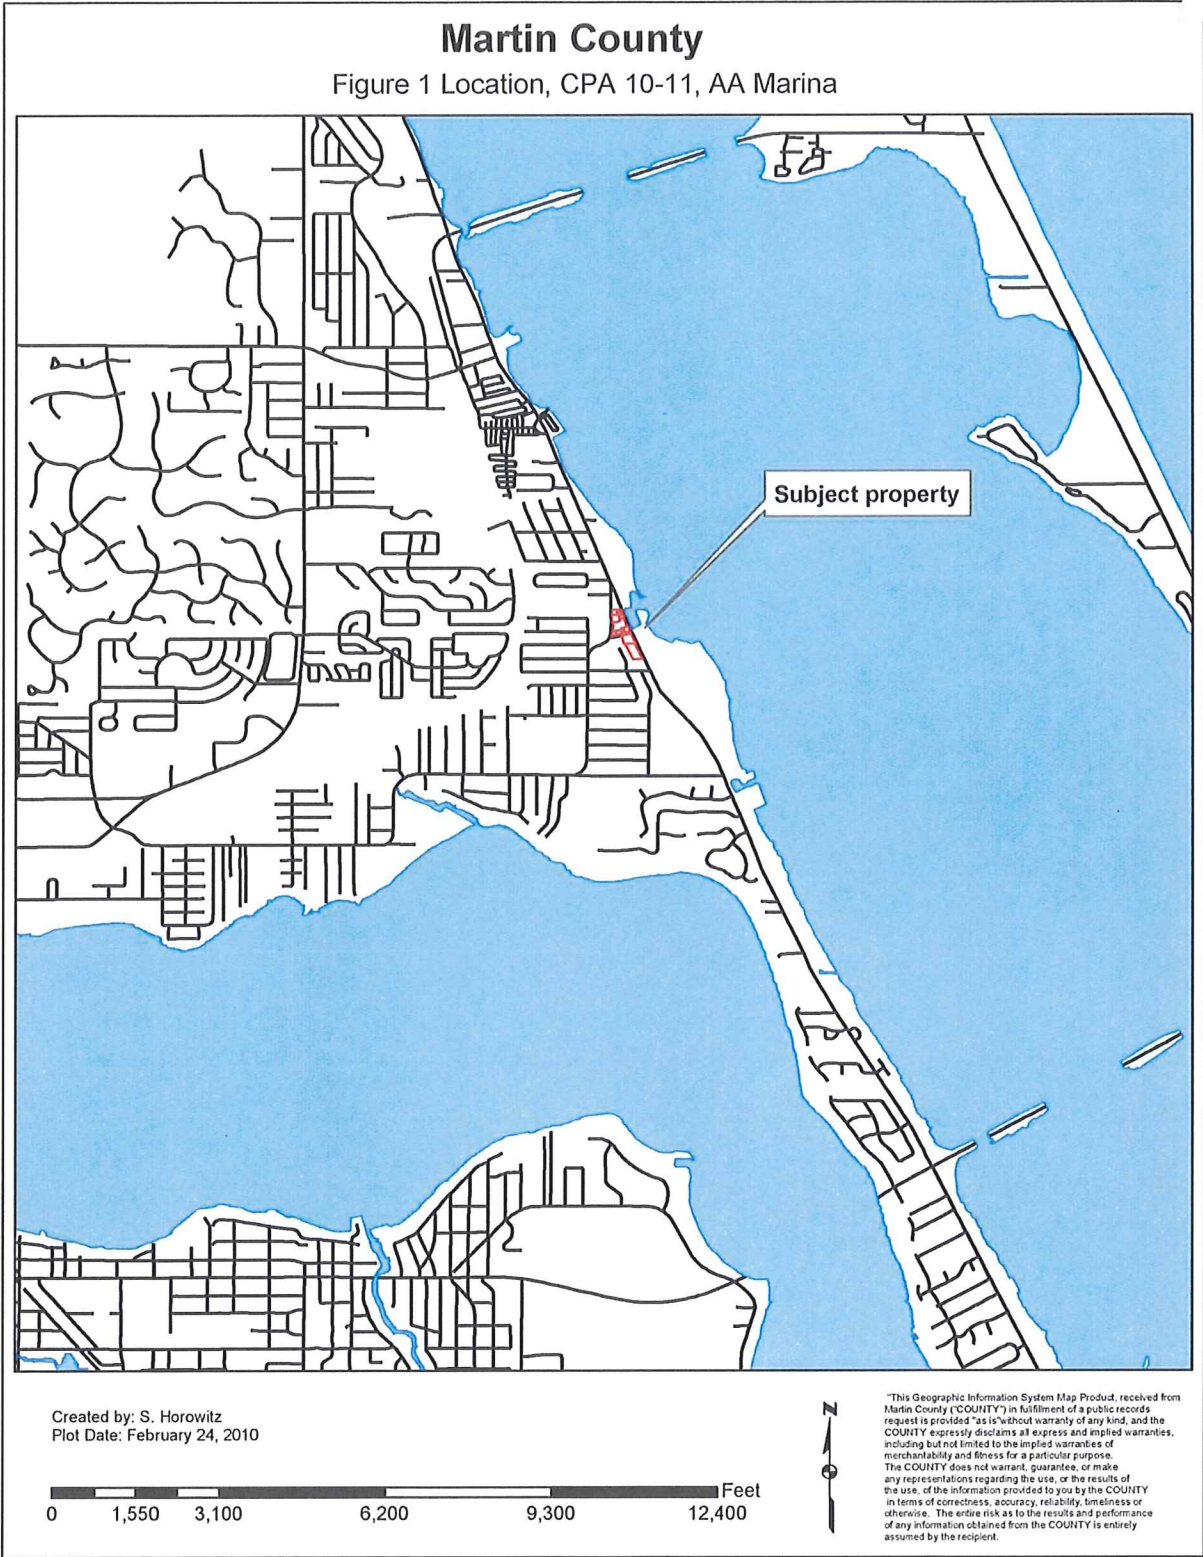 Martin County
Figure 1 Location, CPA 10-11, AA Marina
Subject property
Created by: S. Horowitz
Plot Date: February 24, 2010
Feet
0 1,550 3,100 6,200 9,300 12,400
N
"This Geographic Information System Map Product, received from
Martin County ("COUNTY") in fulfillment of a public records
request is provided "as is"without warranty of any kind, and the
COUNTY expressly disclaims all express and implied warranties,
including but not limited to the implied warranties of
merchantability and fitness for a particular purpose.
The COUNTY does not warrant, guarantee, or make
any representations regarding the use, or the results of
the use, of the information provided to you by the COUNTY
in terms of correctness, accuracy, reliability, timeliness or
otherwise. The entire risk as to the results and performance
of any information obtained from the COUNTY is entirely
assumed by the recipient.